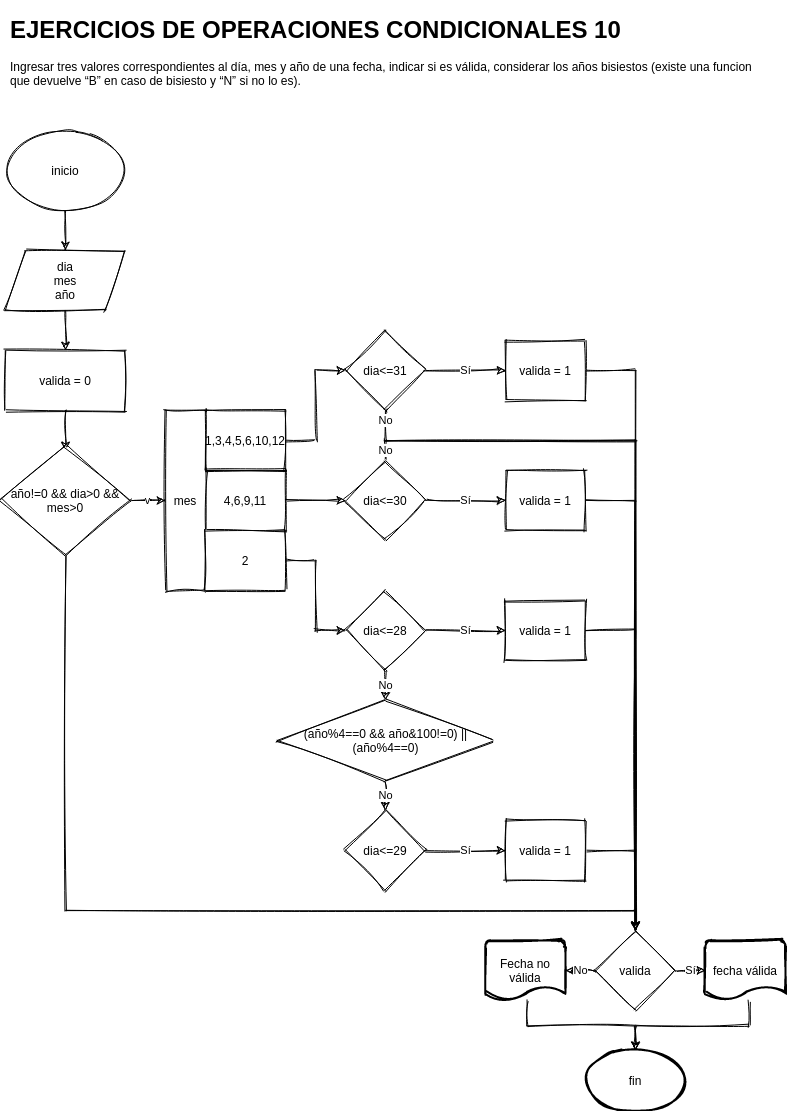 EJERCICIOS DE OPERACIONES CONDICIONALES 10
Ingresar tres valores correspondientes al día, mes y año de una fecha, indicar si es válida, considerar los años bisiestos (existe una funcion
que devuelve “B” en caso de bisiesto y “N” si no lo es).
inicio
dia
mes
año
valida = 0
año!=0 && dia>0 &&
mes>0
v
mes
1,3,4,5,6,10,12
4,6,9,11
2
dia<=31
Sí
valida = 1
No
No
dia<=30
Sí
valida = 1
dia<=28
Sí
valida = 1
No
(año%4==0 && año&100!=0) ||
(año%4==0)
No
dia<=29
Sí
valida = 1
Fecha no
válida
No
valida
Sí
fecha válida
fin